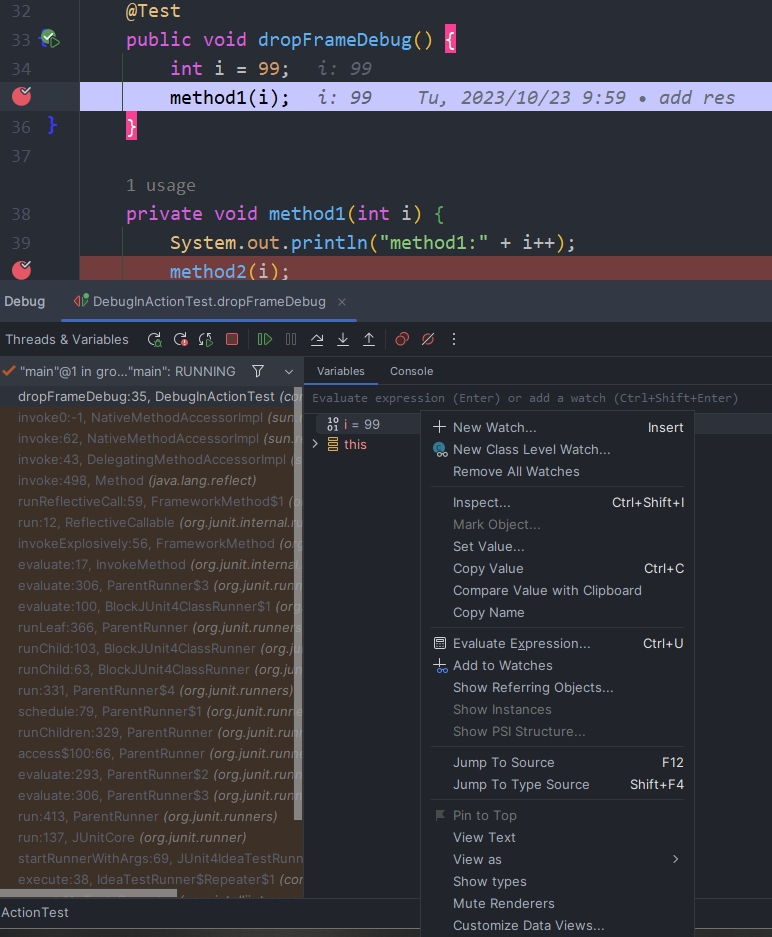 32 @Test
33 public void dropFrameDebug() {
34 int i = 99; i: 99
method1(i); i: 99 Tu, 2023/10/23 9:59 • add res
36 } }
37
1 usage
38 private void method1(int i) {
39 System.out.println("method1:" + i++);
method2(i);
Debug DebugInActionTest.dropFrameDebug ×
Threads & Variables
"main"@1 in gro..."main": RUNNING
Variables Console
dropFrameDebug:35, DebugInActionTest (co
invoke0:-1, NativeMethodAccessorImpl (sun.r
invoke:62, NativeMethodAccessorImpl (sun.r
invoke:43, DelegatingMethodAccessorImpl (s
invoke:498, Method (java.lang.reflect)
runReflectiveCall:59, FrameworkMethod$1 (o
run:12, ReflectiveCallable (org.junit.internal.ru
invokeExplosively:56, FrameworkMethod (org
evaluate:17, InvokeMethod (org.junit.internal.
evaluate:306, ParentRunner$3 (org.junit.runn
evaluate:100, BlockJUnit4ClassRunner$1 (org
runLeaf:366, ParentRunner (org.junit.runners
runChild:103, BlockJUnit4ClassRunner (org.ju
runChild:63, BlockJUnit4ClassRunner (org.jun
run:331, ParentRunner$4 (org.junit.runners)
schedule:79, ParentRunner$1 (org.junit.runne
runChildren:329, ParentRunner (org.junit.runn
access$100:66, ParentRunner (org.junit.runne
evaluate:293, ParentRunner$2 (org.junit.runn
evaluate:306, ParentRunner$3 (org.junit.runn
run:413, ParentRunner (org.junit.runners)
run:137, JUnitCore (org.junit.runner)
startRunnerWithArgs:69, JUnit4IdeaTestRunn
execute:38, IdeaTestRunner$Repeater$1 (cor
ActionTest
Evaluate expression (Enter) or add a watch (Ctrl+Shift+Enter)
10 01 i = 99
this
New Watch... Insert
New Class Level Watch...
Remove All Watches
Inspect... Ctrl+Shift+I
Mark Object...
Set Value...
Copy Value Ctrl+C
Compare Value with Clipboard
Copy Name
Evaluate Expression... Ctrl+U
Add to Watches
Show Referring Objects...
Show Instances
Show PSI Structure...
Jump To Source F12
Jump To Type Source Shift+F4
Pin to Top
View Text
View as
Show types
Mute Renderers
Customize Data Views...